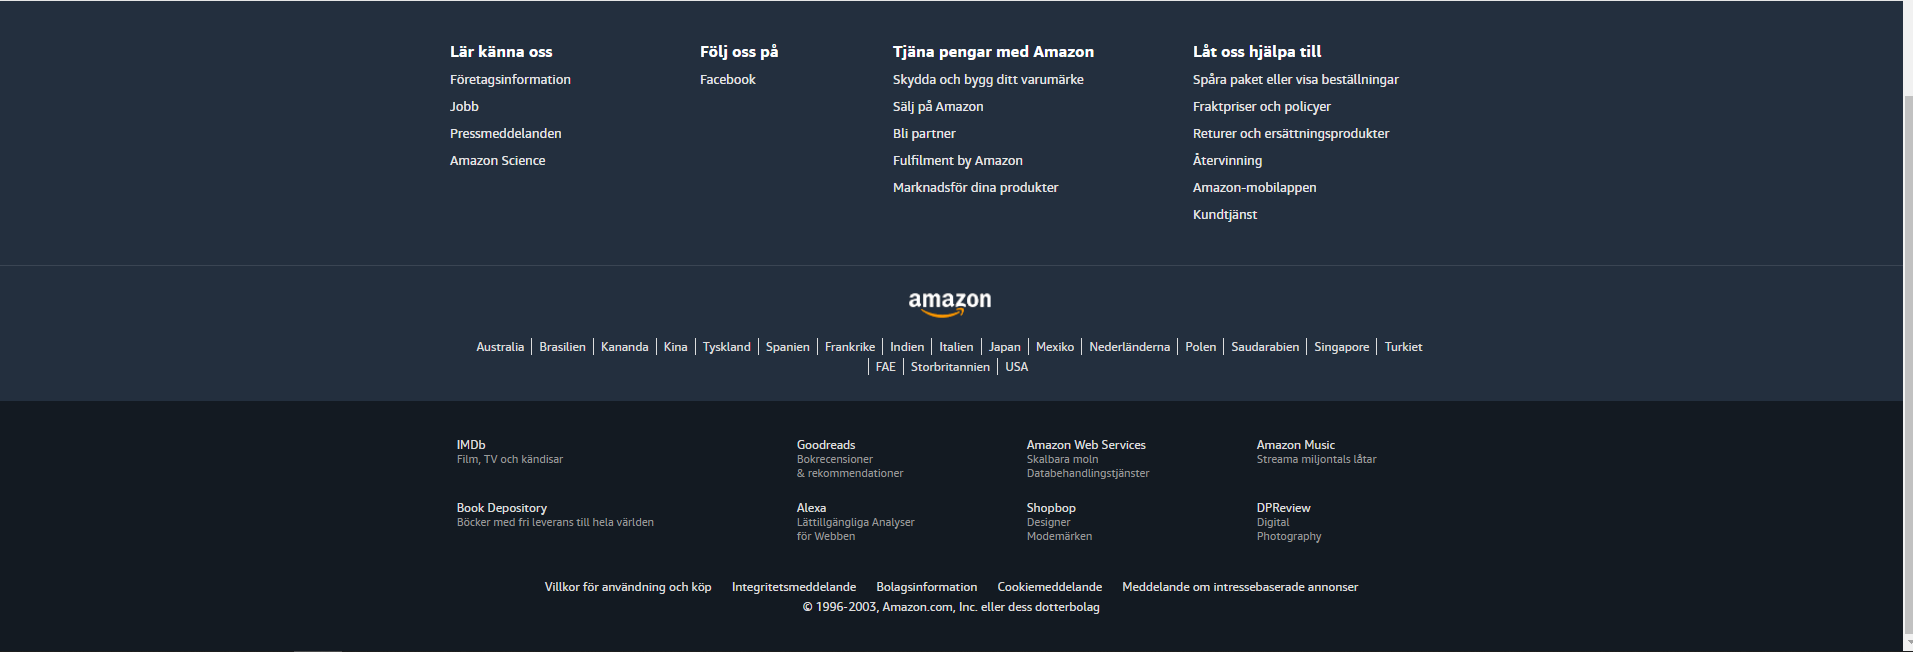 Lär känna oss
Företagsinformation
Jobb
Pressmeddelanden
Amazon Science
Följ oss på
Facebook
Tjäna pengar med Amazon
Skydda och bygg ditt varumärke
Sälj på Amazon
Bli partner
Fulfilment by Amazon
Marknadsför dina produkter
Låt oss hjälpa till
Spåra paket eller visa beställningar
Fraktpriser och policyer
Returer och ersättningsprodukter
Återvinning
Amazon-mobilappen
Kundtjänst
amazon
Australia | Brasilien | Kananda | Kina | Tyskland | Spanien | Frankrike | Indien | Italien | Japan | Mexiko | Nederländerna | Polen | Saudarabien | Singapore | Turkiet
| FAE | Storbritannien | USA
IMDb
Film, TV och kändisar
Goodreads
Bokrecensioner
& rekommendationer
Amazon Web Services
Skalbara moln
Databehandlingstjänster
Amazon Music
Streama miljontals låtar
Book Depository
Böcker med fri leverans till hela världen
Alexa
Lättillgängliga Analyser
för Webben
Shopbop
Designer
Modemärken
DPReview
Digital
Photography
Villkor för användning och köp Integritetsmeddelande Bolagsinformation Cookiemeddelande Meddelande om intressebaserade annonser
© 1996-2003, Amazon.com, Inc. eller dess dotterbolag